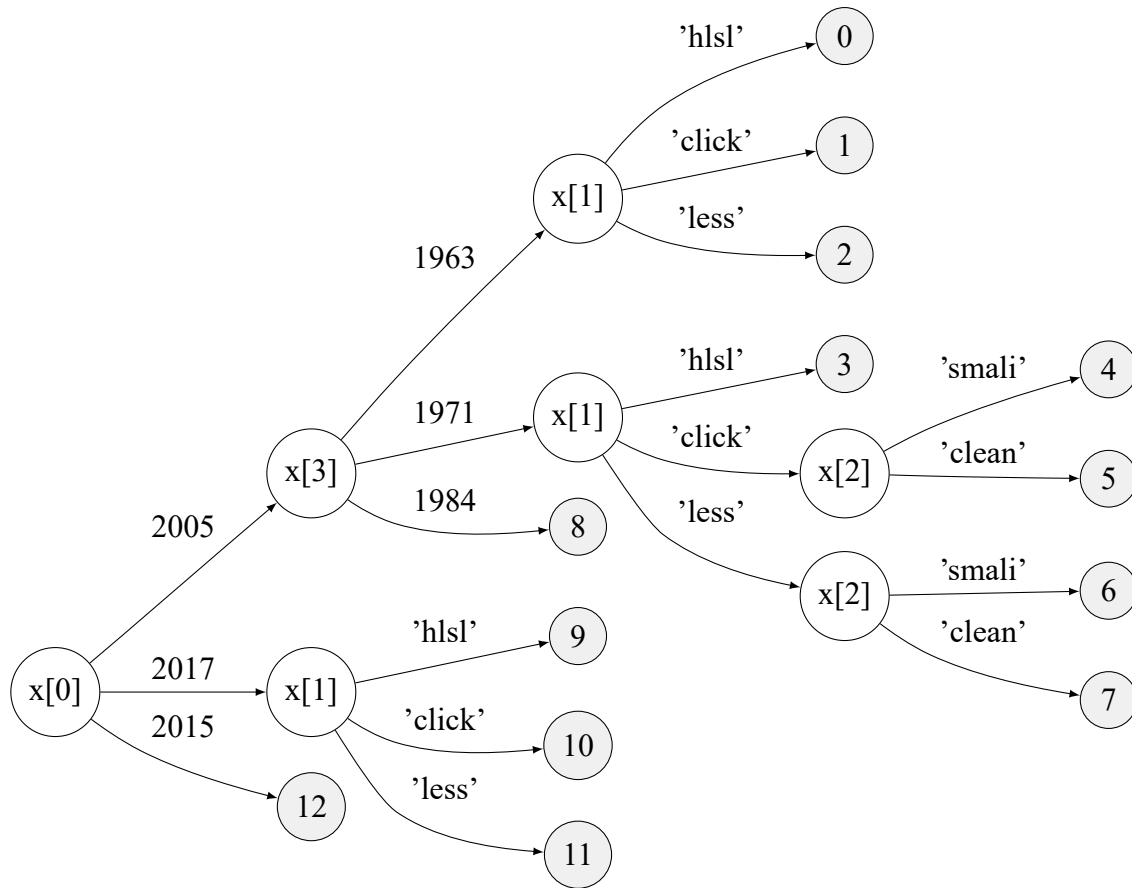 ’hlsl’
0
’click’
1
x[1]
’less’
2
1963
’hlsl’
3
’smali’
4
1971
x[1]
’click’
x[3]
x[2]
’clean’
5
1984
8
’less’
2005
x[2]
’smali’
6
’hlsl’
9
’clean’
7
x[0]
2017
x[1]
2015
’click’
10
12
’less’
11